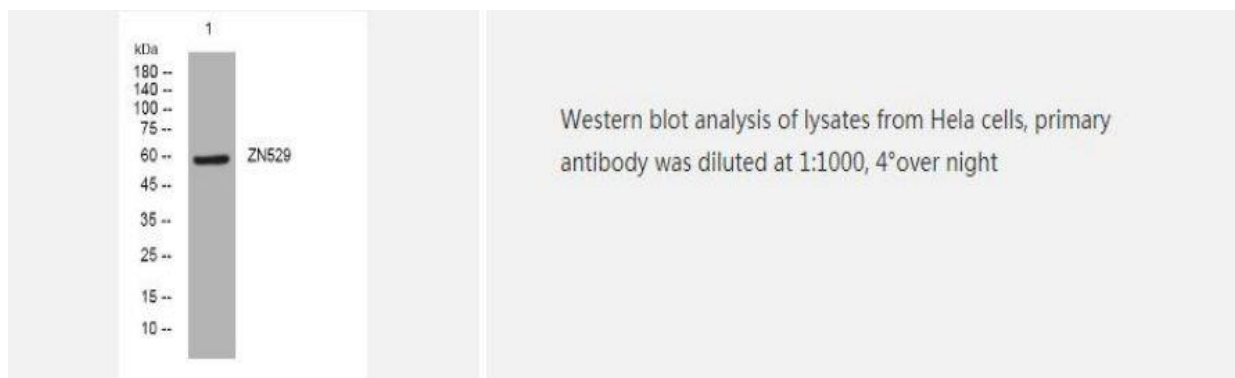 1
kDa
180 --
140 --
100 --
75 --
60 -- ZN529
45 --
35 --
25 --
15 --
10 --
Western blot analysis of lysates from Hela cells, primary
antibody was diluted at 1:1000, 4°over night